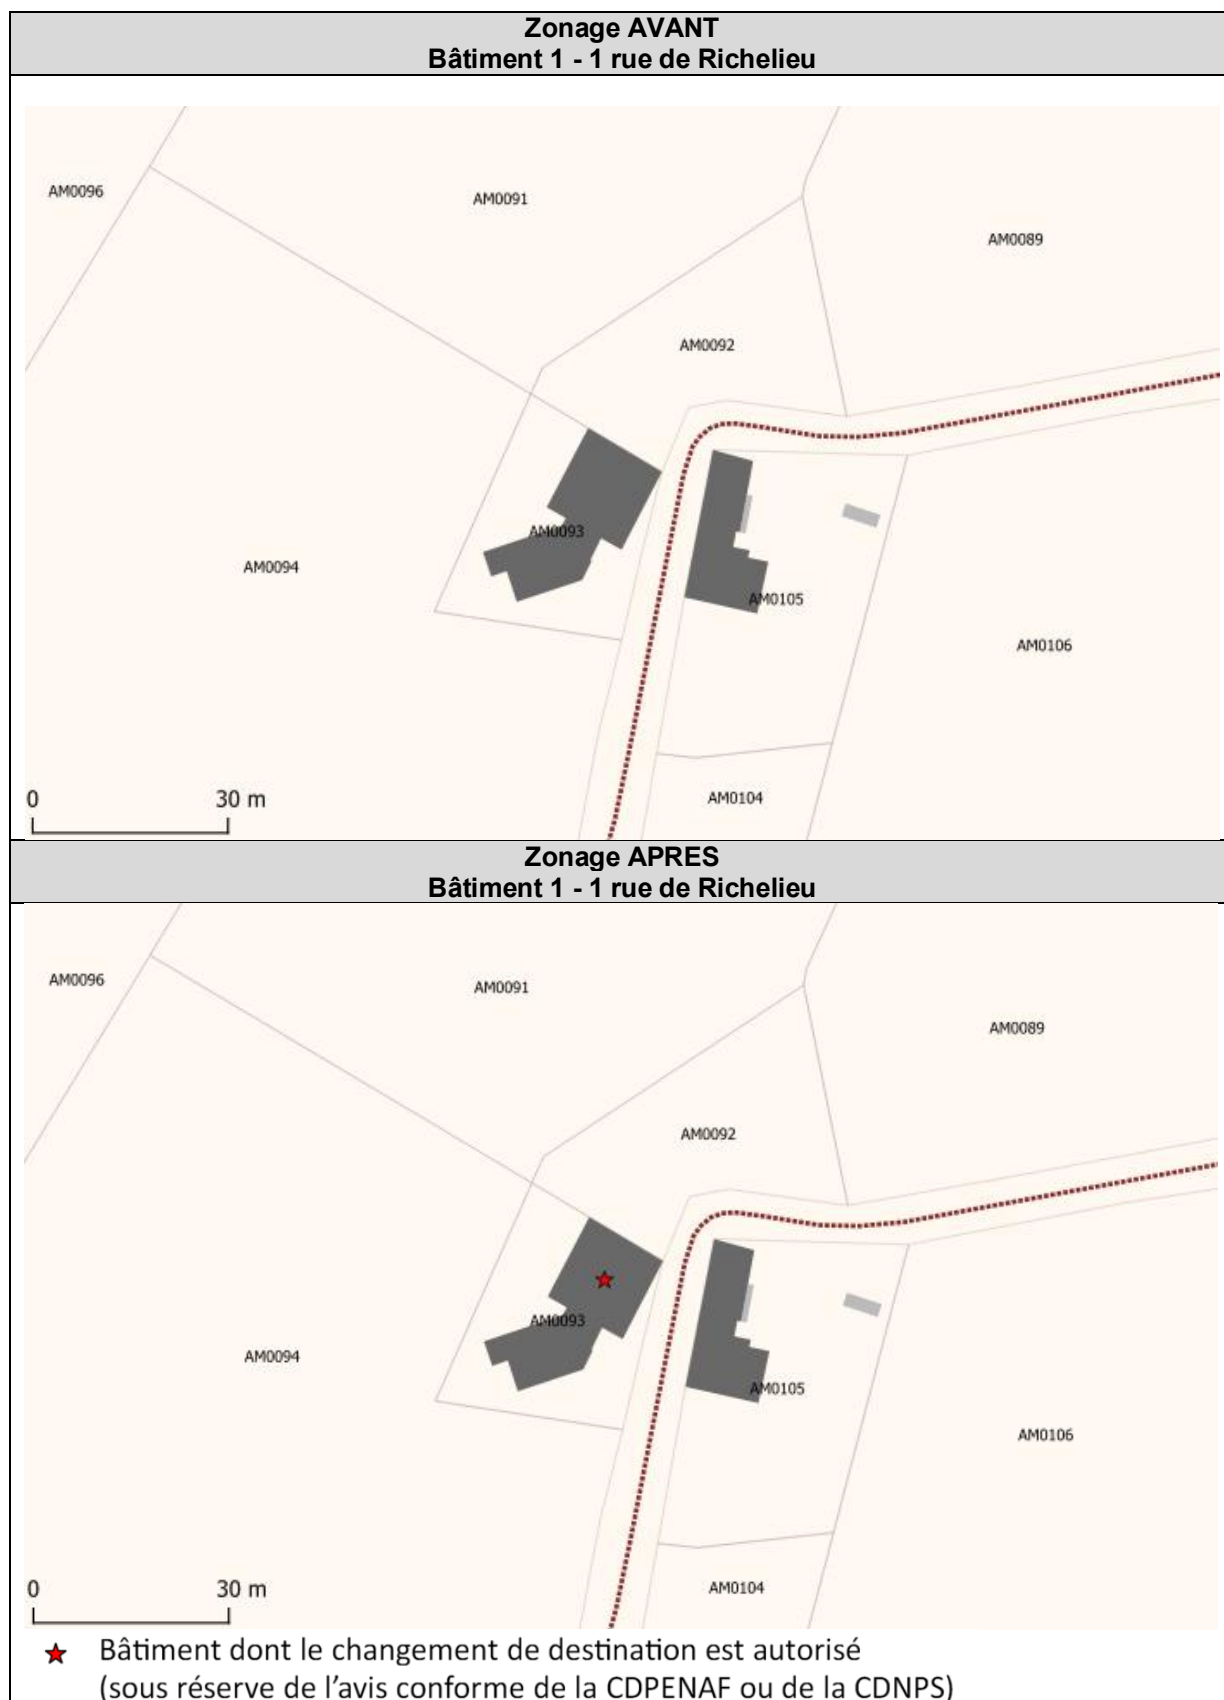 Zonage AVANT
Bâtiment 1 - 1 rue de Richelieu
AM0096
AM0091
AM0089
AM0092
AM0093
AM0094
AM0105
AM0106
0 30 m
AM0104
Zonage APRES
Bâtiment 1 - 1 rue de Richelieu
AM0096
AM0091
AM0089
AM0092
AM0093
AM0094
AM0105
AM0106
0 30 m
AM0104
Bâtiment dont le changement de destination est autorisé
(sous réserve de l'avis conforme de la CDPENAF ou de la CDNPS)